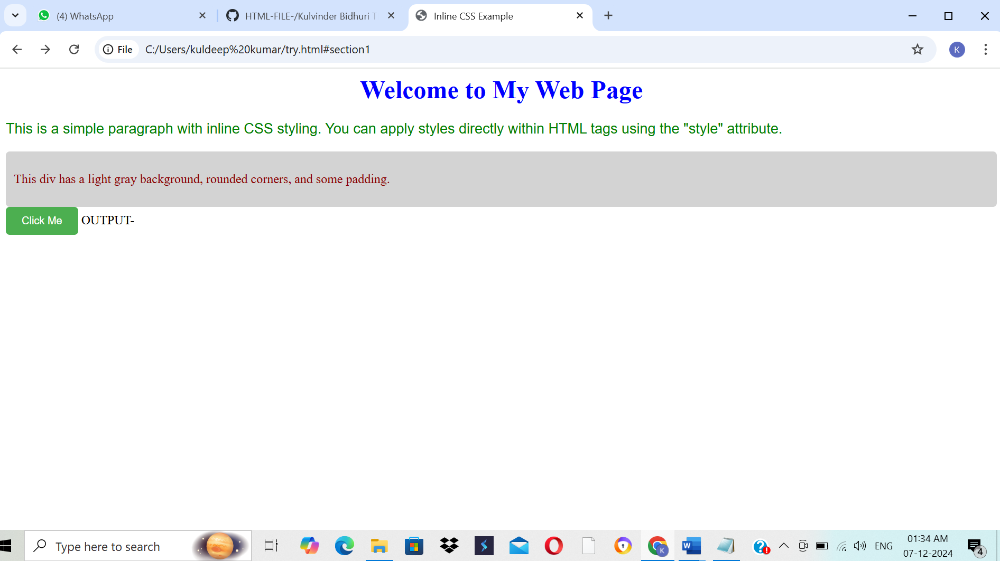 (4) WhatsApp
HTML-FILE-/Kulvinder Bidhuri T
Inline CSS Example
File
C:/Users/kuldeep%20kumar/try.html#section1
K
Welcome to My Web Page
This is a simple paragraph with inline CSS styling. You can apply styles directly within HTML tags using the "style" attribute.
This div has a light gray background, rounded corners, and some padding.
Click Me OUTPUT-
Type here to search
K
W
ENG
01:34 AM
07-12-2024
4